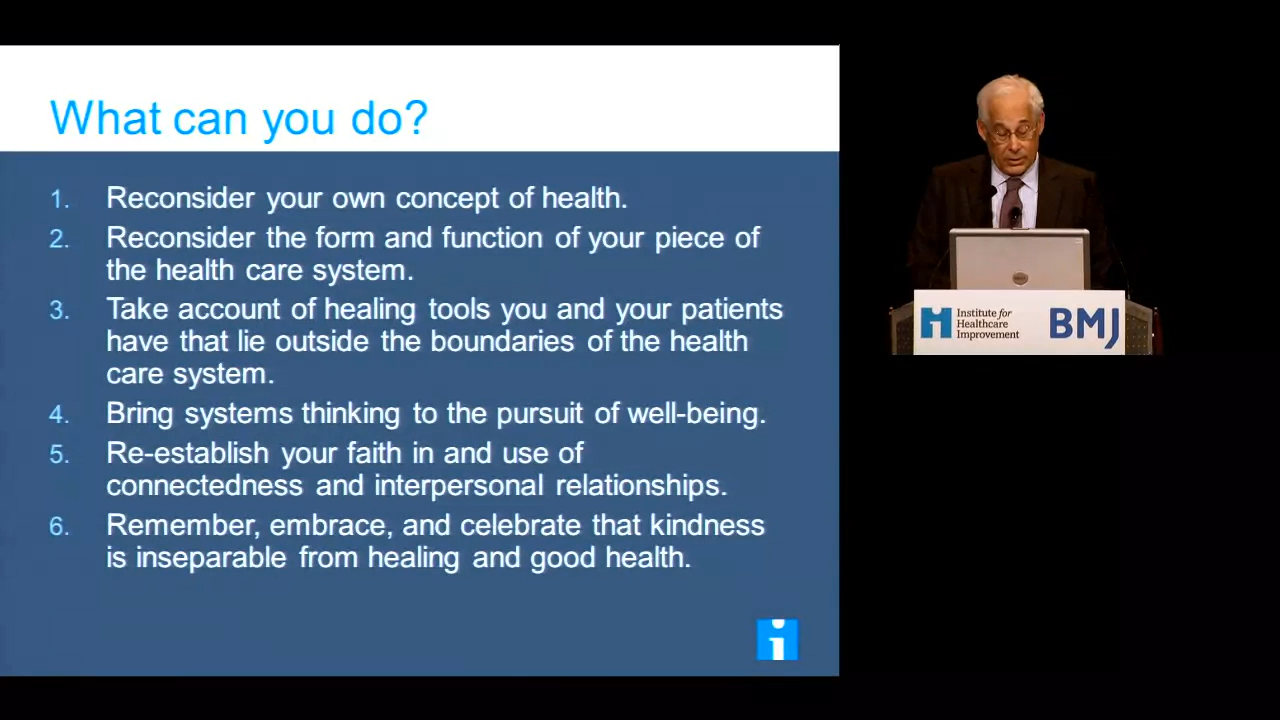 What can you do?
1. Reconsider your own concept of health.
2. Reconsider the form and function of your piece of
the health care system.
3. Take account of healing tools you and your patients
have that lie outside the boundaries of the health
care system.
4. Bring systems thinking to the pursuit of well-being.
5. Re-establish your faith in and use of
connectedness and interpersonal relationships.
6. Remember, embrace, and celebrate that kindness
is inseparable from healing and good health.
Institute for
Healthcare
Improvement
BMJ